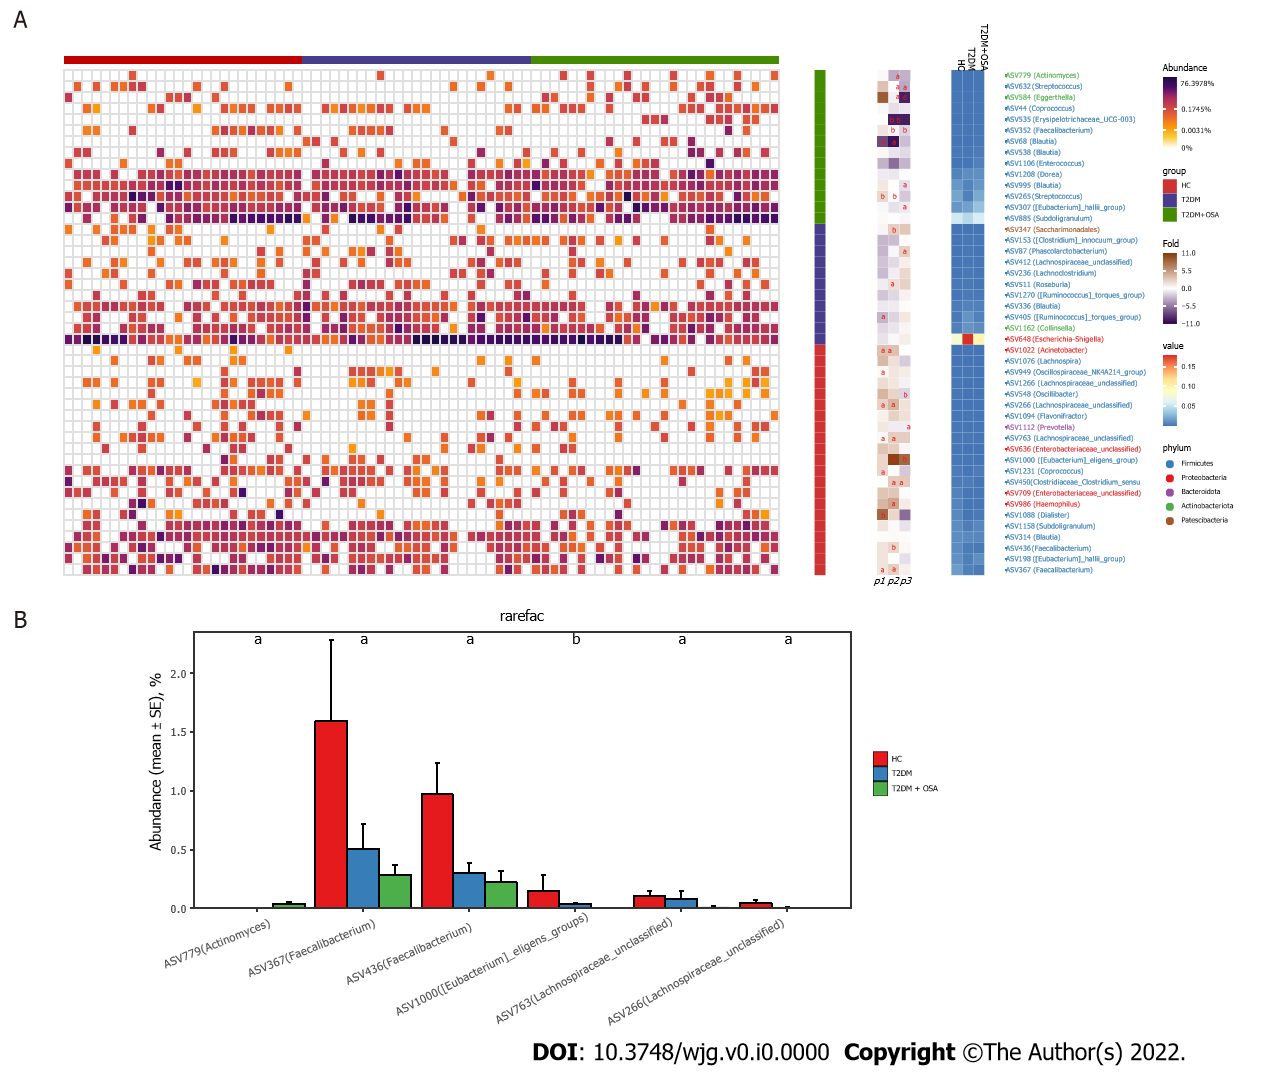 A
HC
T2DM
T2DM+OSA
ASV779 (Actinomyces)
ASV632 (Streptococcus)
ASV584 (Eggerthella)
ASV44 (Coprococcus)
ASV535 (Erysipelotrichaceae_UCG-003)
ASV352 (Faecalibacterium)
ASV68 (Blautia)
ASV538 (Blautia)
ASV1106 (Enterococcus)
ASV1208 (Dorea)
ASV995 (Blautia)
ASV265 (Streptococcus)
ASV307 ([Eubacterium]_hallii_group)
ASV885 (Subdoligranulum)
ASV347 (Saccharimonadales)
ASV153 ([Clostridium]_innocuum_group)
ASV87 (Phascolarctobacterium)
ASV412 (Lachnospiraceae_unclassified)
ASV236 (Lachnoclostridium)
ASV511 (Roseburia)
ASV1270 ([Ruminococcus]_torques_group)
ASV336 (Blautia)
ASV405 ([Ruminococcus]_torques_group)
ASV1162 (Collinsella)
ASV648 (Escherichia-Shigella)
ASV1022 (Acinetobacter)
ASV1076 (Lachnospira)
ASV949 (Oscillospiraceae_NK4A214_group)
ASV1266 (Lachnospiraceae_unclassified)
ASV548 (Oscillibacter)
ASV266 (Lachnospiraceae_unclassified)
ASV1094 (Flavonifractor)
ASV1112 (Prevotella)
ASV763 (Lachnospiraceae_unclassified)
ASV636 (Enterobacteriaceae_unclassified)
ASV1000 ([Eubacterium]_eligens_group)
ASV1231 (Coprococcus)
ASV450(Clostridiaceae_Clostridium_sensu
ASV709 (Enterobacteriaceae_unclassified)
ASV986 (Haemophilus)
ASV1088 (Dialister)
ASV1158 (Subdoligranulum)
ASV314 (Blautia)
ASV436 (Faecalibacterium)
ASV198 ([Eubacterium]_hallii_group)
ASV367 (Faecalibacterium)
p1 p2 p3
Abundance
76.3978%
0.1745%
0.0031%
0%
group
HC
T2DM
T2DM+OSA
Fold
11.0
5.5
0.0
−5.5
−11.0
value
0.15
0.10
0.05
phylum
Firmicutes
Proteobacteria
Bacteroidota
Actinobacteriota
Patescibacteria
B
rarefac
a a a b a a
Abundance (mean ± SE), %
2.0
1.5
1.0
0.5
0.0
ASV779(Actinomyces)
ASV367(Faecalibacterium)
ASV436(Faecalibacterium)
ASV1000([Eubacterium]_eligens_groups)
ASV763(Lachnospiraceae_unclassified)
ASV266(Lachnospiraceae_unclassified)
HC
T2DM
T2DM + OSA
DOI: 10.3748/wjg.v0.i0.0000 Copyright ©The Author(s) 2022.